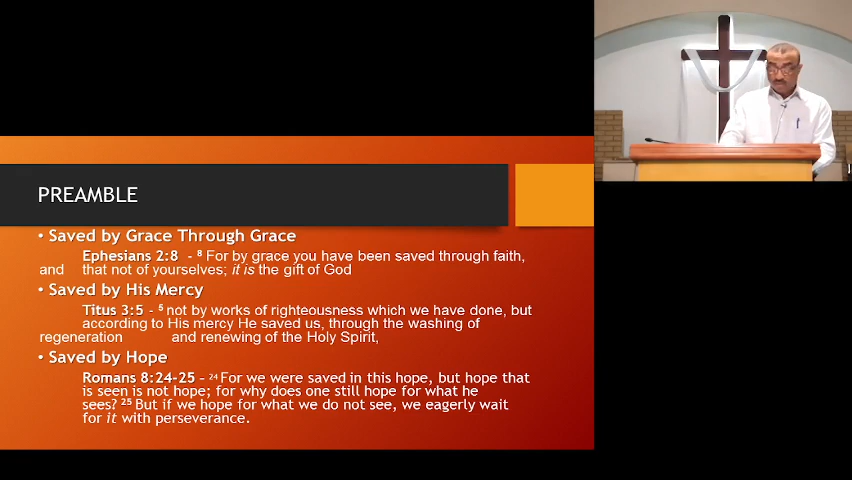 PREAMBLE
• Saved by Grace Through Grace
Ephesians 2:8 - 8 For by grace you have been saved through faith,
and that not of yourselves; it is the gift of God
• Saved by His Mercy
Titus 3:5 - 5 not by works of righteousness which we have done, but
according to His mercy He saved us, through the washing of
regeneration and renewing of the Holy Spirit,
• Saved by Hope
Romans 8:24-25 – 24 For we were saved in this hope, but hope that
is seen is not hope; for why does one still hope for what he
sees? 25 But if we hope for what we do not see, we eagerly wait
for it with perseverance.